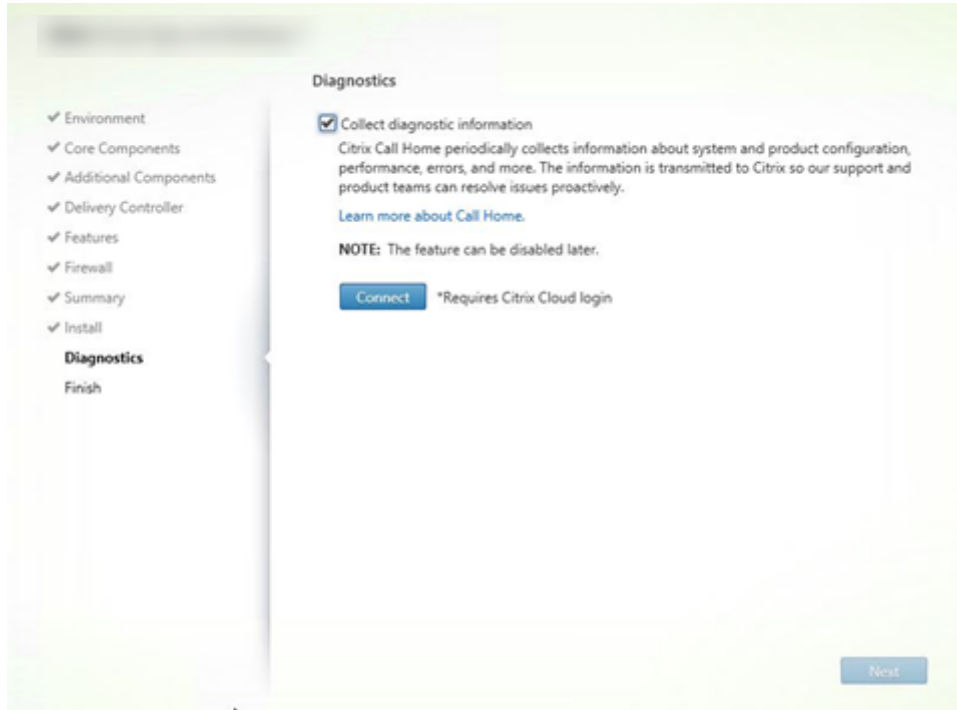 Diagnostics
✔ Environment
✔ Core Components
✔ Additional Components
✔ Delivery Controller
✔ Features
✔ Firewall
✔ Summary
✔ Install
Diagnostics
Finish
Collect diagnostic information
Citrix Call Home periodically collects information about system and product configuration,
performance, errors, and more. The information is transmitted to Citrix so our support and
product teams can resolve issues proactively.
Learn more about Call Home.
NOTE: The feature can be disabled later.
Connect *Requires Citrix Cloud login
Next